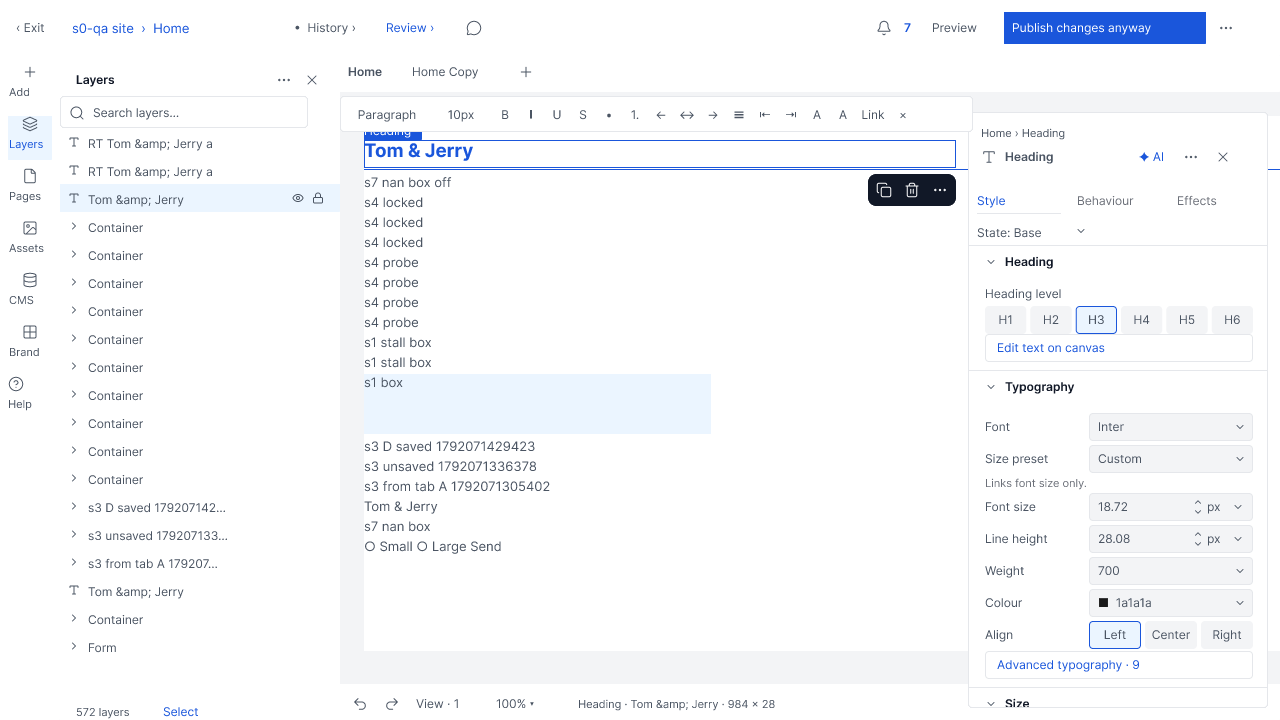 ‹ Exit
s0-qa site › Home
• History ›
Review ›
7
Preview
Publish changes anyway
Add
Layers
Pages
Assets
CMS
Brand
Help
Layers
Search layers...
RT Tom &amp; Jerry a
RT Tom &amp; Jerry a
Tom &amp; Jerry
Container
Container
Container
Container
Container
Container
Container
Container
Container
Container
s3 D saved 179207142...
s3 unsaved 179207133...
s3 from tab A 179207...
Tom &amp; Jerry
Container
Form
572 layers
Select
Home
Home Copy
Paragraph 10px B I U S • 1. ← ↔ → ≡ ⇤ ⇥ A A Link ×
Heading
Tom & Jerry
s7 nan box off
s4 locked
s4 locked
s4 locked
s4 probe
s4 probe
s4 probe
s4 probe
s1 stall box
s1 stall box
s1 box
s3 D saved 1792071429423
s3 unsaved 1792071336378
s3 from tab A 1792071305402
Tom & Jerry
s7 nan box
Small Large Send
View · 1
100%
Heading · Tom &amp; Jerry · 984 × 28
Home › Heading
Heading
AI
Style
Behaviour
Effects
State: Base
Heading
Heading level
H1 H2 H3 H4 H5 H6
Edit text on canvas
Typography
Font Inter
Size preset Custom
Links font size only.
Font size 18.72 px
Line height 28.08 px
Weight 700
Colour 1a1a1a
Align Left Center Right
Advanced typography · 9
Size